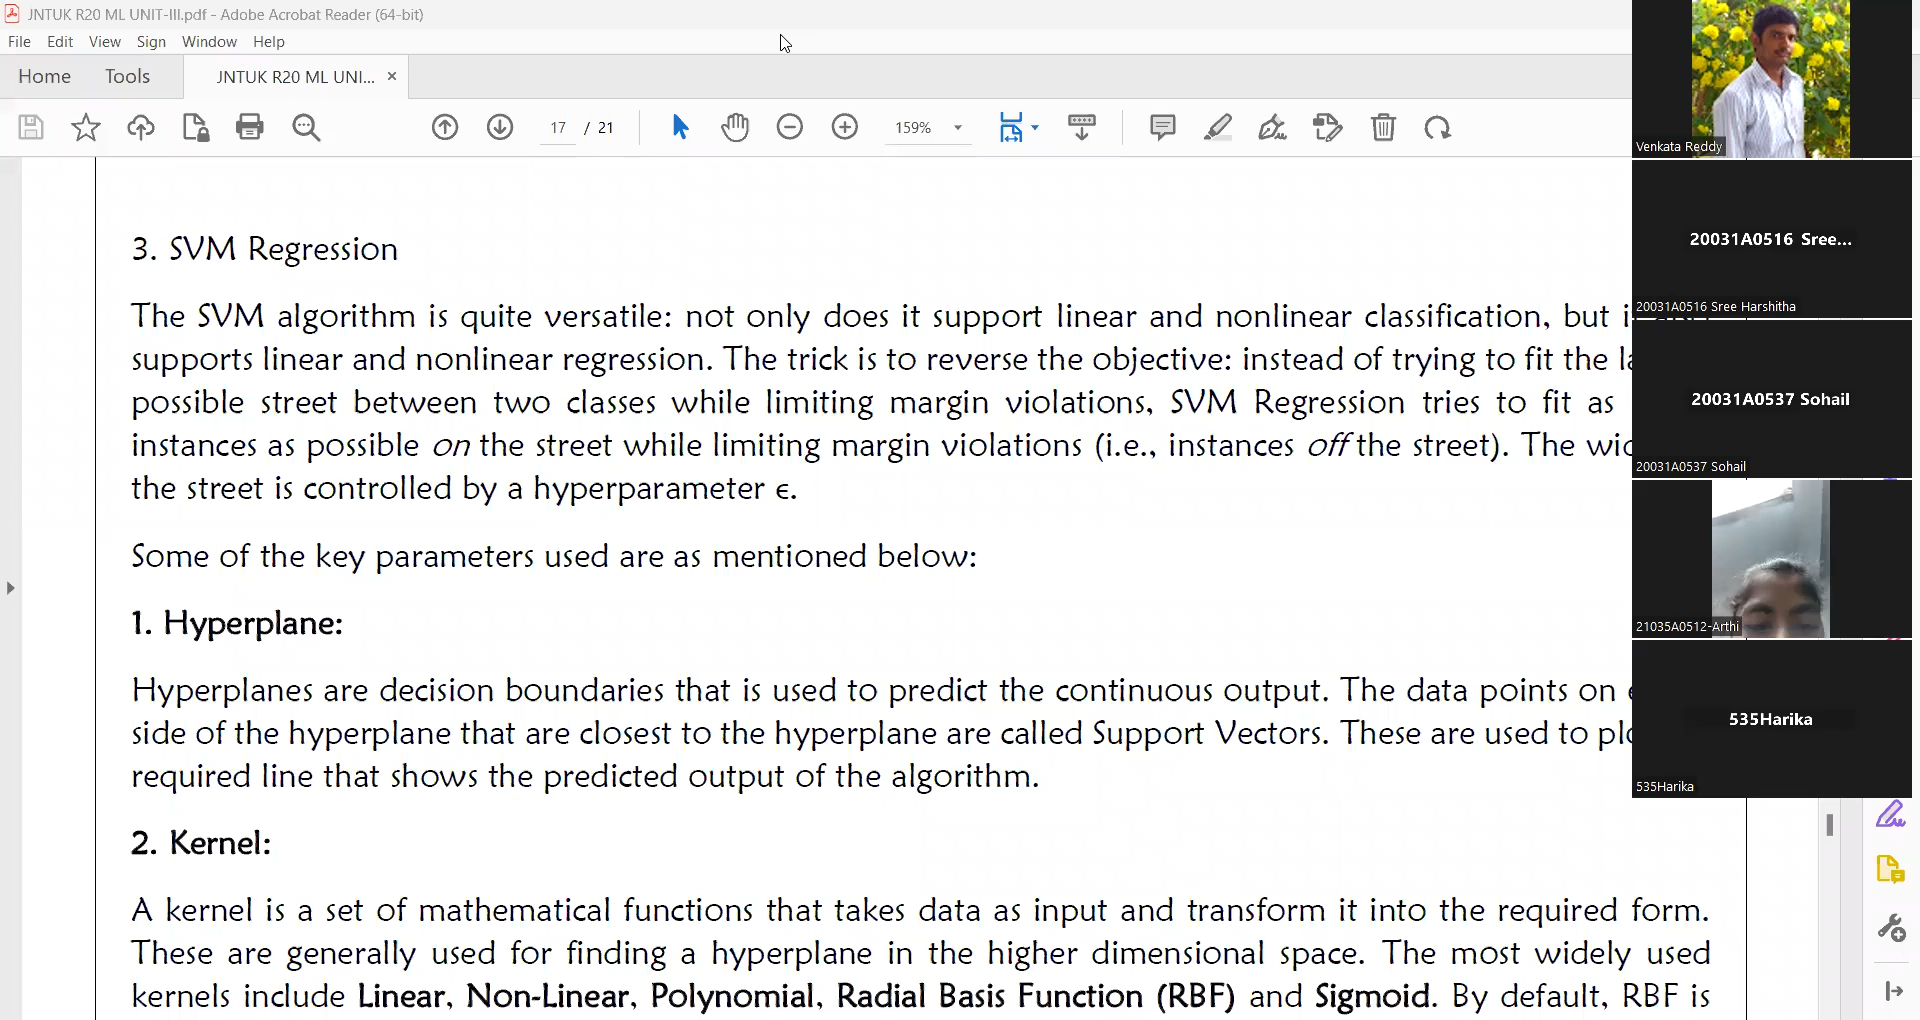 JNTUK R20 ML UNIT-III.pdf - Adobe Acrobat Reader (64-bit)
File Edit View Sign Window Help
Home Tools JNTUK R20 ML UNI... ×
17 / 21 159%
3. SVM Regression
The SVM algorithm is quite versatile: not only does it support linear and nonlinear classification, but
supports linear and nonlinear regression. The trick is to reverse the objective: instead of trying to fit the
possible street between two classes while limiting margin violations, SVM Regression tries to fit as
instances as possible on the street while limiting margin violations (i.e., instances off the street). The
the street is controlled by a hyperparameter ϵ.
Some of the key parameters used are as mentioned below:
1. Hyperplane:
Hyperplanes are decision boundaries that is used to predict the continuous output. The data points on
side of the hyperplane that are closest to the hyperplane are called Support Vectors. These are used to
required line that shows the predicted output of the algorithm.
2. Kernel:
A kernel is a set of mathematical functions that takes data as input and transform it into the required form.
These are generally used for finding a hyperplane in the higher dimensional space. The most widely used
kernels include Linear, Non-Linear, Polynomial, Radial Basis Function (RBF) and Sigmoid. By default, RBF is
Venkata Reddy
20031A0516 Sree...
20031A0516 Sree Harshitha
20031A0537 Sohail
20031A0537 Sohail
21035A0512-Arthi
535Harika
535Harika